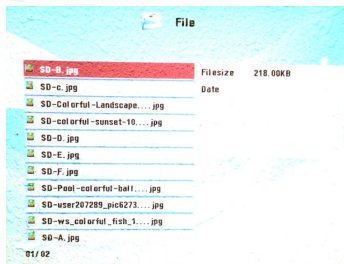 File
SD-B.jpg
Filesize 218.00KB
SD-c.jpg
Date
SD-Colorful-Landscape....jpg
SD-colorful-sunset-10....jpg
SD-D.jpg
SD-E.jpg
SD-F.jpg
SD-Pool-colorful-ball....jpg
SD-user207289_pic6273....jpg
SD-ws_colorful_fish_1....jpg
SD-A.jpg
01/02